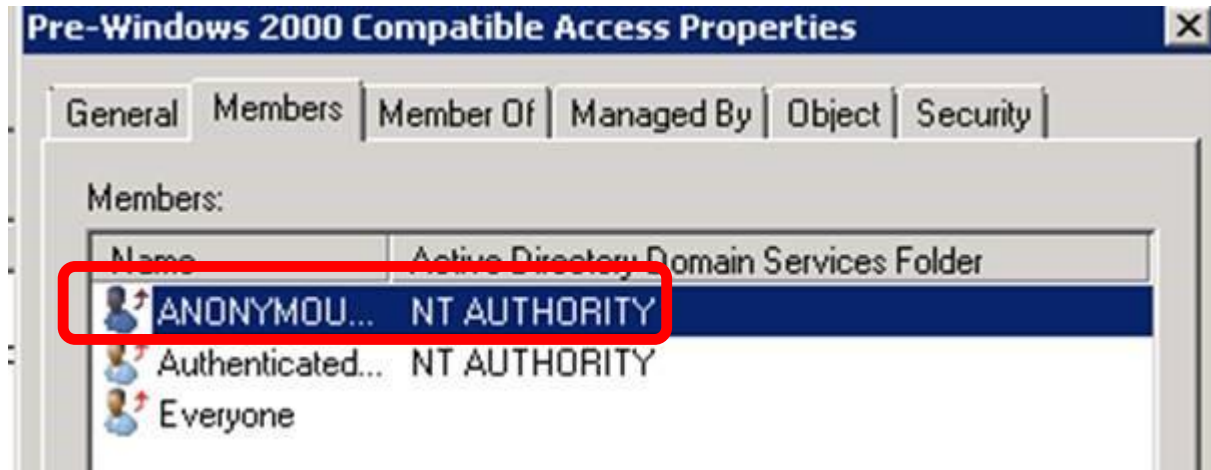 Pre-Windows 2000 Compatible Access Properties
General Members Member Of Managed By Object Security
Members:
Name Active Directory Domain Services Folder
ANONYMOU... NT AUTHORITY
Authenticated... NT AUTHORITY
Everyone